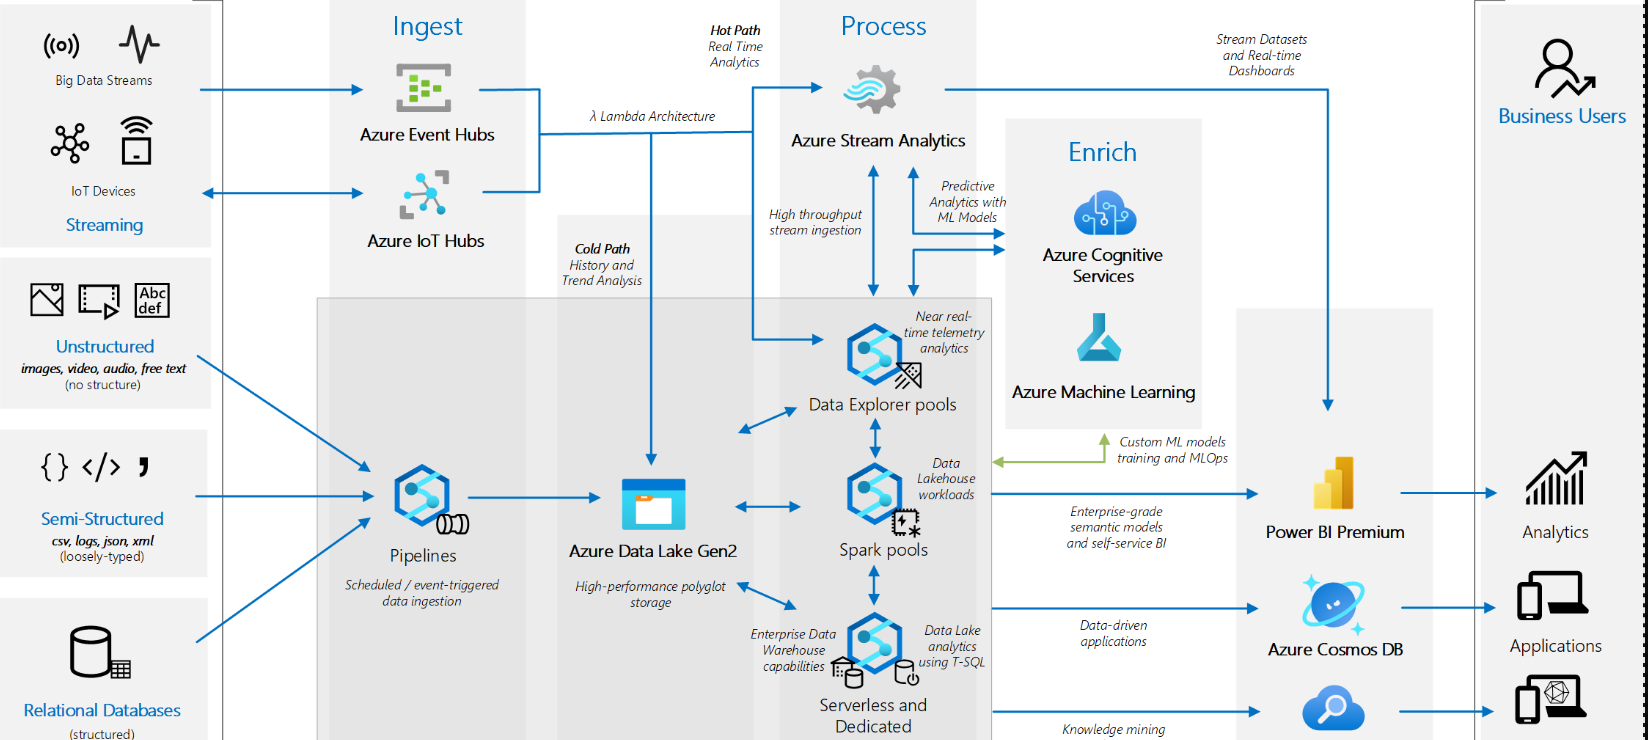 Big Data Streams
IoT Devices
Streaming
Unstructured
images, video, audio, free text
(no structure)
Abc
def
Semi-Structured
csv, logs, json, xml
(loosely-typed)
{ } </> ,
Relational Databases
(structured)
Ingest
Azure Event Hubs
Azure IoT Hubs
Pipelines
Scheduled / event-triggered
data ingestion
λ Lambda Architecture
Cold Path
History and
Trend Analysis
Azure Data Lake Gen2
High-performance polyglot
storage
Hot Path
Real Time
Analytics
Process
Azure Stream Analytics
High throughput
stream ingestion
Predictive
Analytics with
ML Models
Near real-
time telemetry
analytics
Data Explorer pools
Data
Lakehouse
workloads
Spark pools
Enterprise Data
Warehouse
capabilities
Data Lake
analytics
using T-SQL
Serverless and
Dedicated
Enrich
Azure Cognitive
Services
Azure Machine Learning
Custom ML models
training and MLOps
Stream Datasets
and Real-time
Dashboards
Enterprise-grade
semantic models
and self-service BI
Data-driven
applications
Knowledge mining
Power BI Premium
Azure Cosmos DB
Business Users
Analytics
Applications